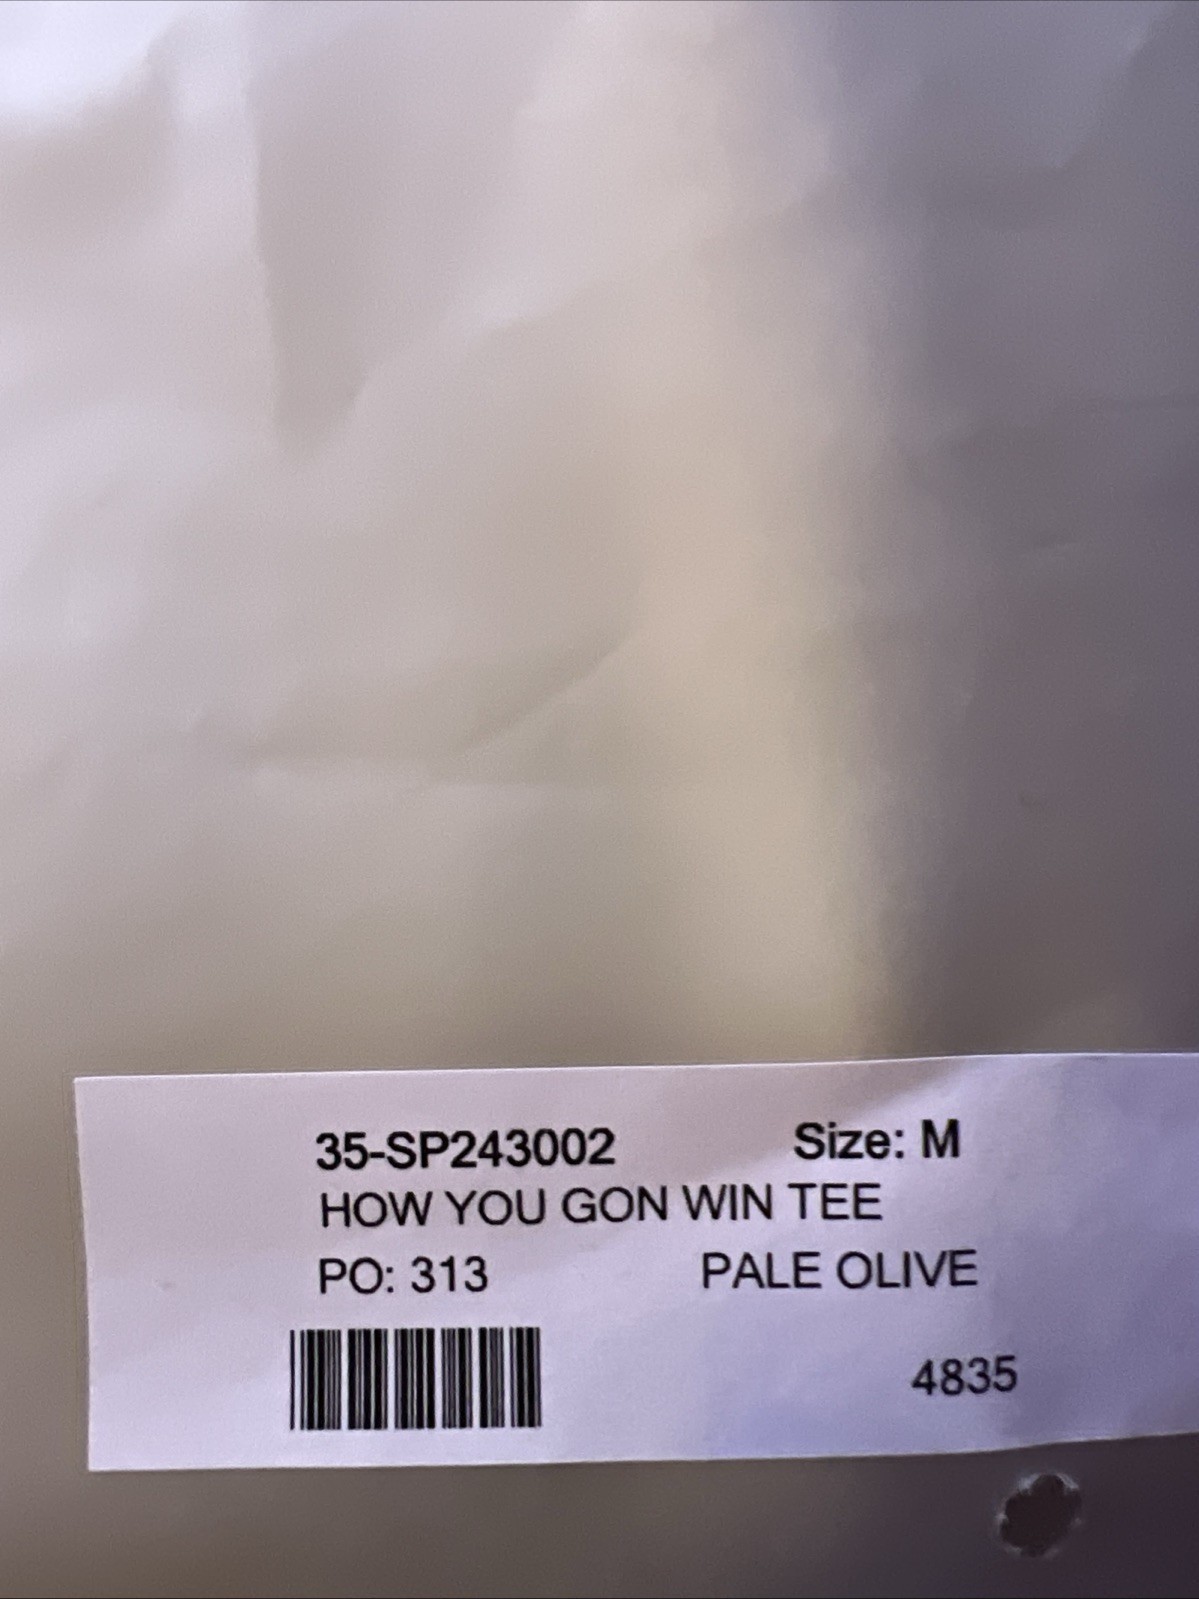 35-SP243002 Size: M
HOW YOU GON WIN TEE
PO: 313 PALE OLIVE
4835